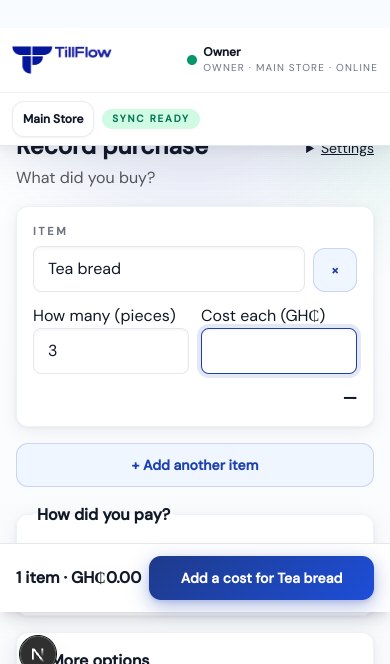 TillFlow
Owner
OWNER · MAIN STORE · ONLINE
Main Store
SYNC READY
Record purchase
▶ Settings
What did you buy?
ITEM
Tea bread
×
How many (pieces)
Cost each (GH₵)
3
—
+ Add another item
How did you pay?
1 item · GH₵0.00
Add a cost for Tea bread
N
More options